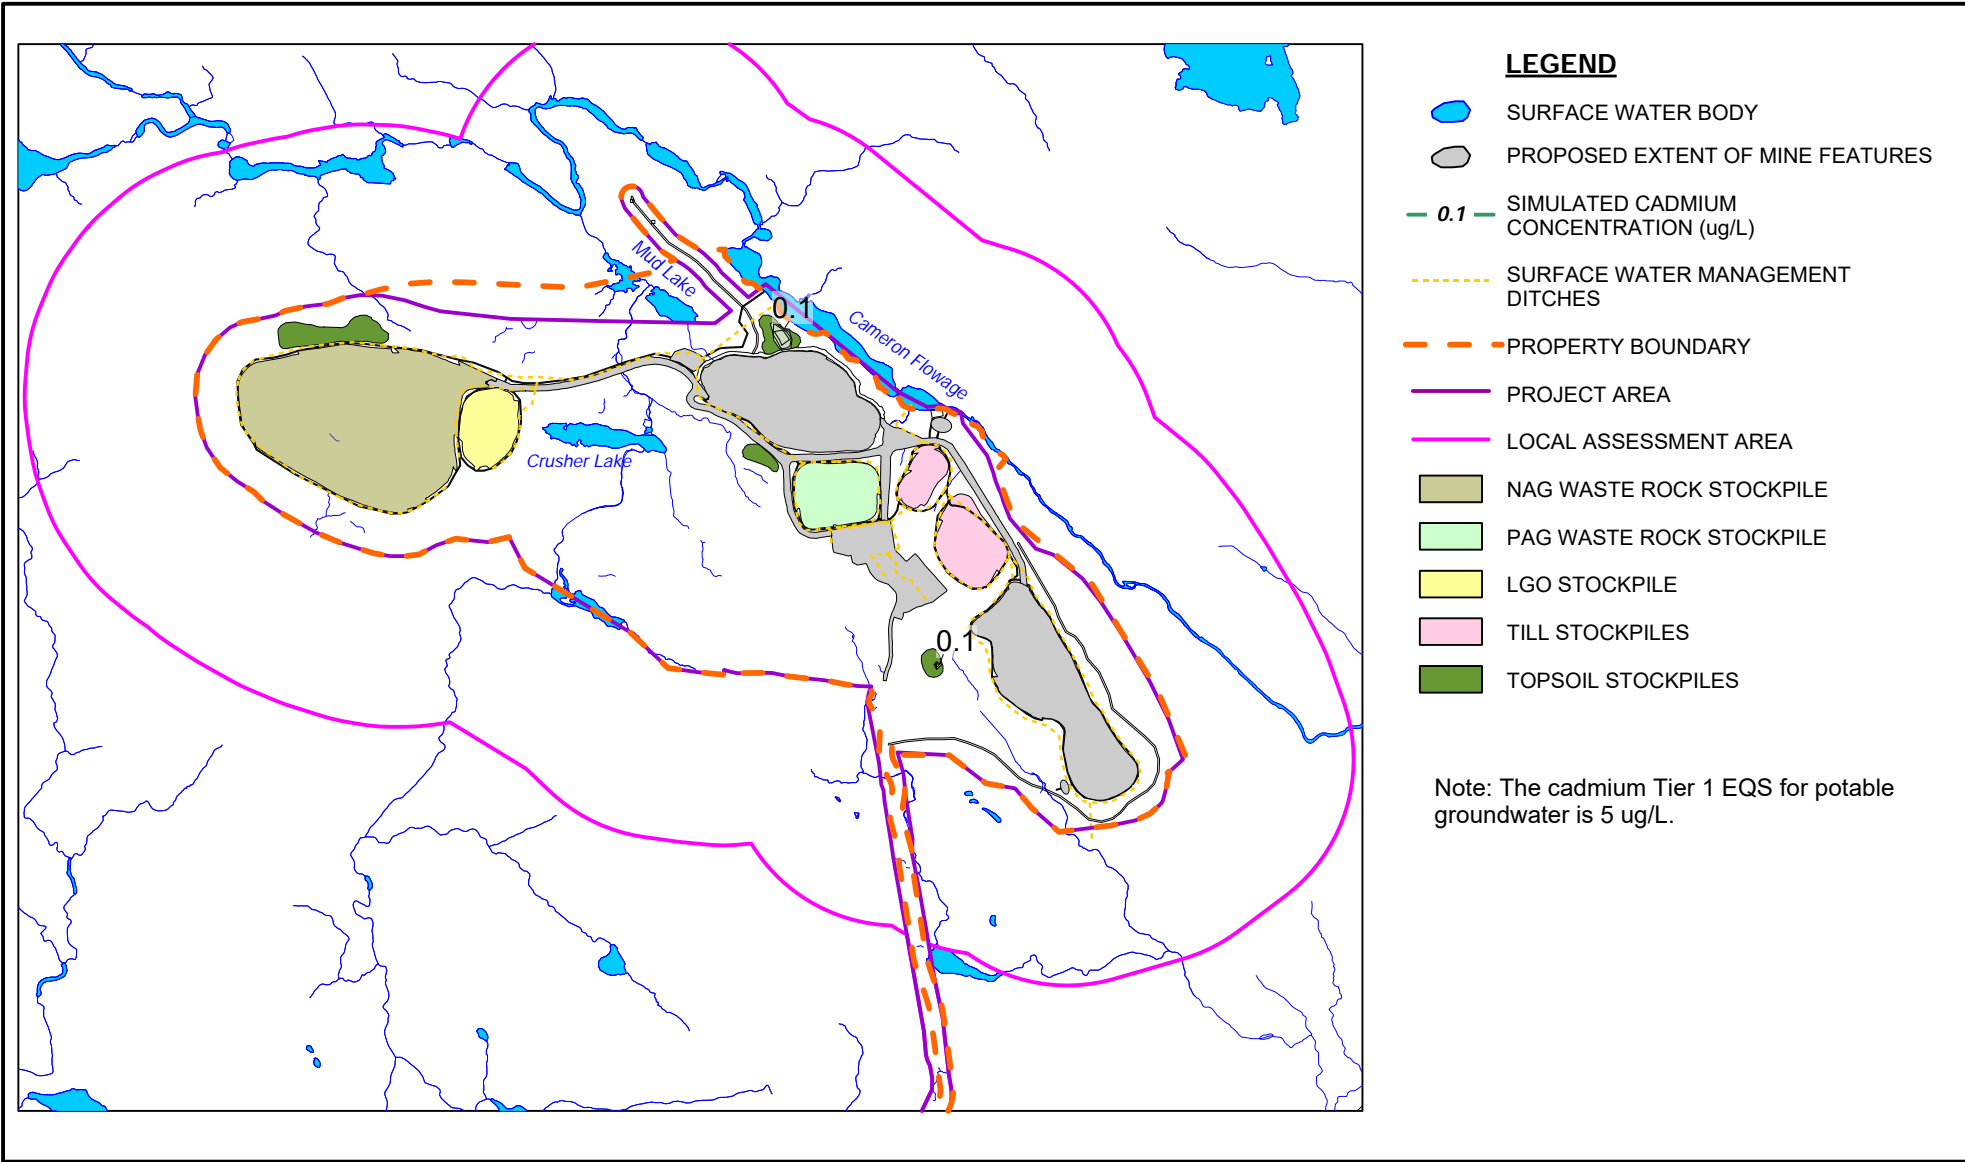 LEGEND
SURFACE WATER BODY
PROPOSED EXTENT OF MINE FEATURES
0.1
SIMULATED CADMIUM
CONCENTRATION (ug/L)
SURFACE WATER MANAGEMENT
DITCHES
PROPERTY BOUNDARY
PROJECT AREA
LOCAL ASSESSMENT AREA
NAG WASTE ROCK STOCKPILE
PAG WASTE ROCK STOCKPILE
LGO STOCKPILE
TILL STOCKPILES
TOPSOIL STOCKPILES
Note: The cadmium Tier 1 EQS for potable
groundwater is 5 ug/L.
Mud Lake
0.1
Cameron Flowage
Crusher Lake
0.1